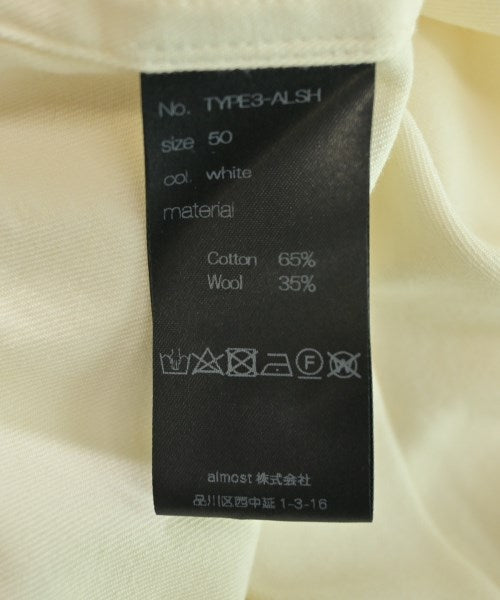 No. TYPE3-ALSH
size 50
col. white
material
Cotton 65%
Wool 35%
F W
almost 株式会社
品川区西中延 1-3-16